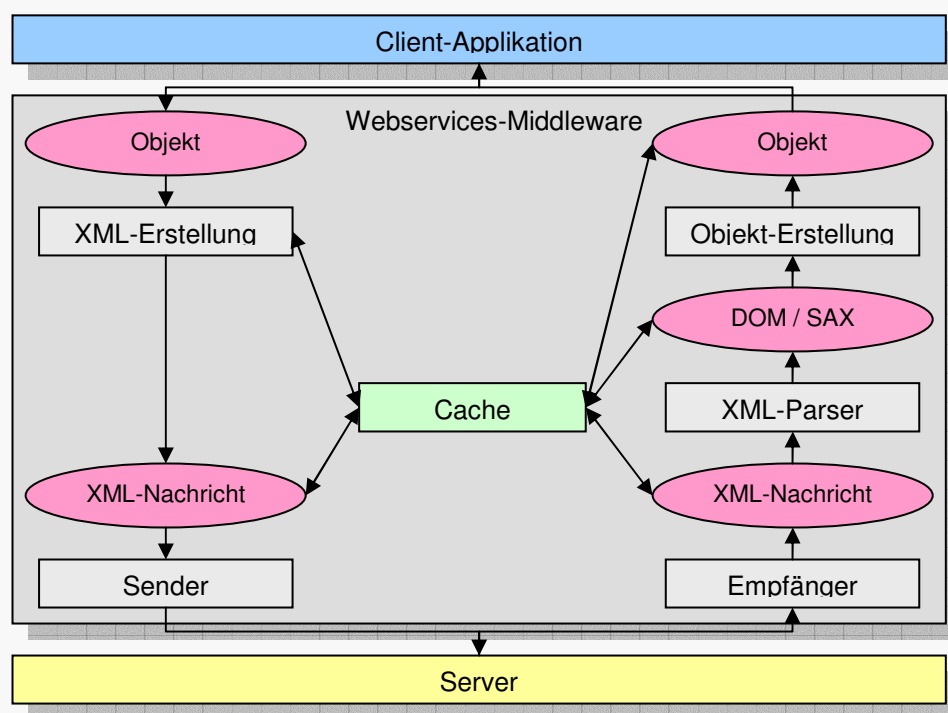 Client-Applikation
Webservices-Middleware
Objekt
Objekt
XML-Erstellung
Objekt-Erstellung
DOM / SAX
Cache
XML-Parser
XML-Nachricht
XML-Nachricht
Sender
Empfänger
Server